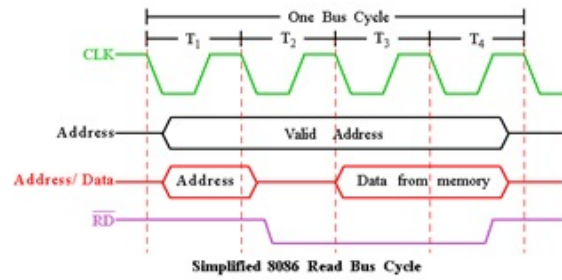 One Bus Cycle
T1 T2 T3 T4
CLK
Address Valid Address
Address/ Data Address Data from memory
RD
Simplified 8086 Read Bus Cycle